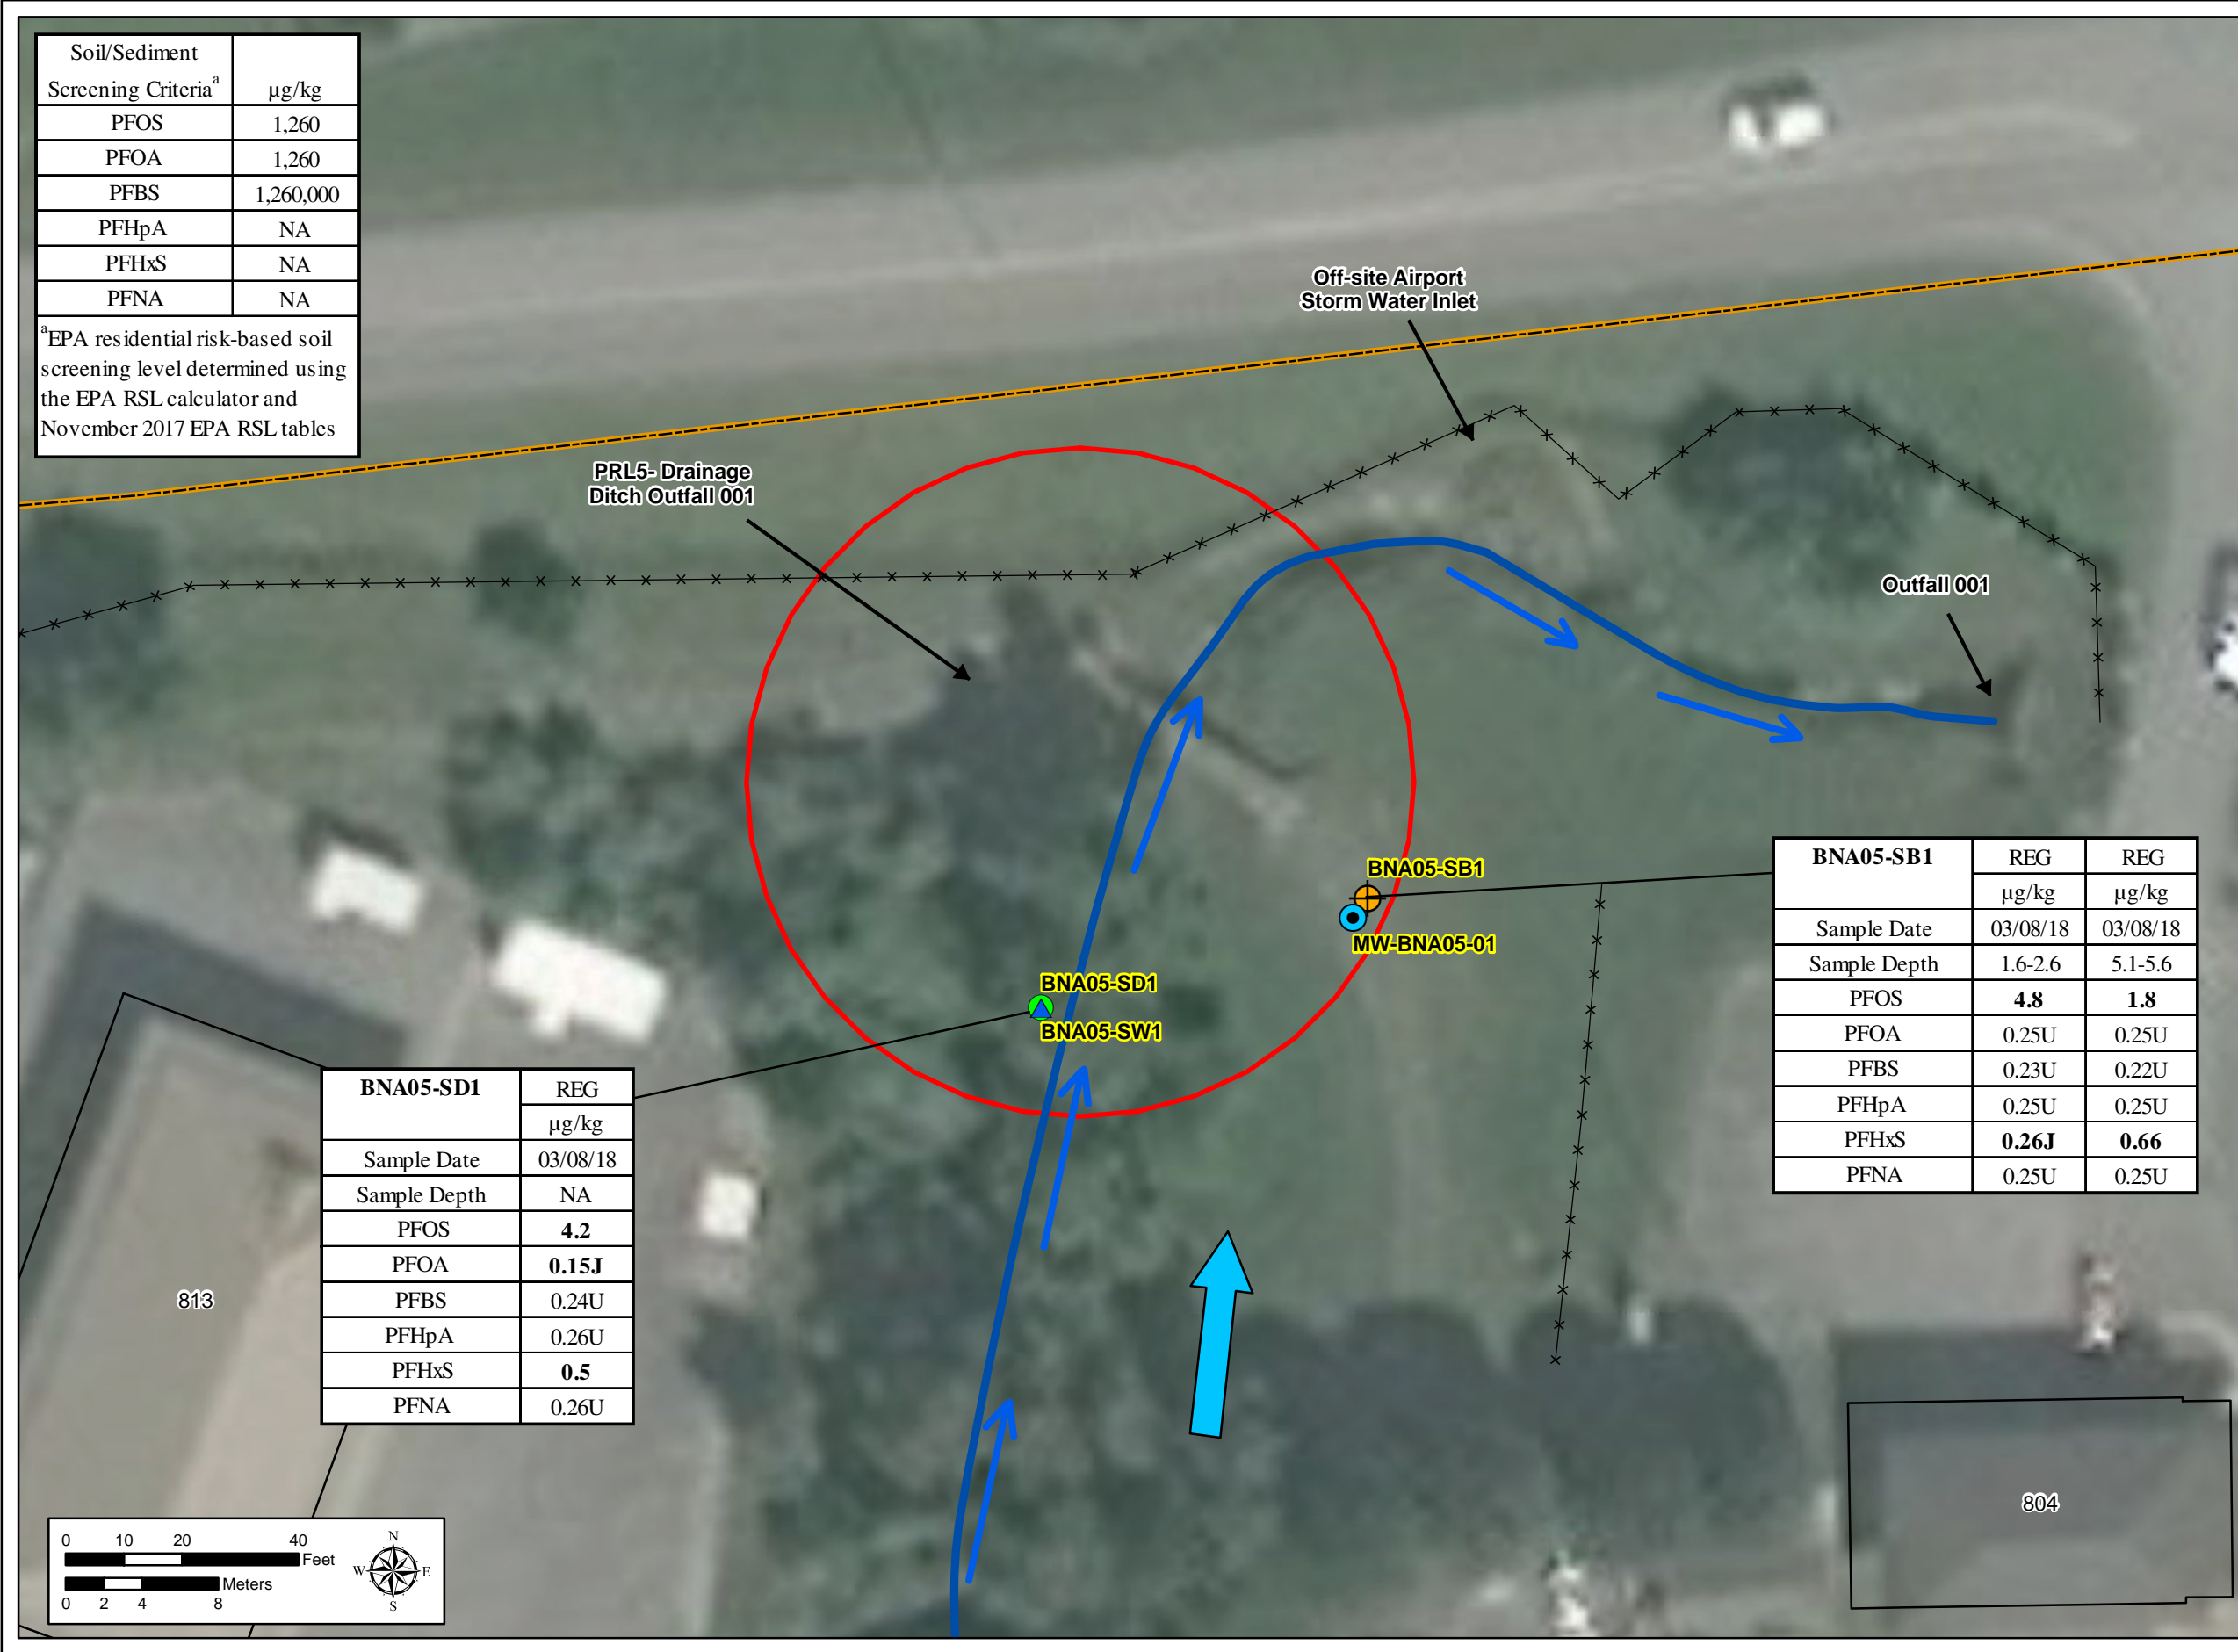 Soil/Sediment
Screening Criteriaᵃ µg/kg
PFOS 1,260
PFOA 1,260
PFBS 1,260,000
PFHpA NA
PFHxS NA
PFNA NA
ᵃEPA residential risk-based soil
screening level determined using
the EPA RSL calculator and
November 2017 EPA RSL tables
Off-site Airport
Storm Water Inlet
PRL5- Drainage
Ditch Outfall 001
Outfall 001
BNA05-SB1
MW-BNA05-01
BNA05-SD1
BNA05-SW1
BNA05-SB1 REG REG
µg/kg µg/kg
Sample Date 03/08/18 03/08/18
Sample Depth 1.6-2.6 5.1-5.6
PFOS 4.8 1.8
PFOA 0.25U 0.25U
PFBS 0.23U 0.22U
PFHpA 0.25U 0.25U
PFHxS 0.26J 0.66
PFNA 0.25U 0.25U
BNA05-SD1 REG
µg/kg
Sample Date 03/08/18
Sample Depth NA
PFOS 4.2
PFOA 0.15J
PFBS 0.24U
PFHpA 0.26U
PFHxS 0.5
PFNA 0.26U
813
804
0 10 20 40
Feet
Meters
0 2 4 8
N
W E
S